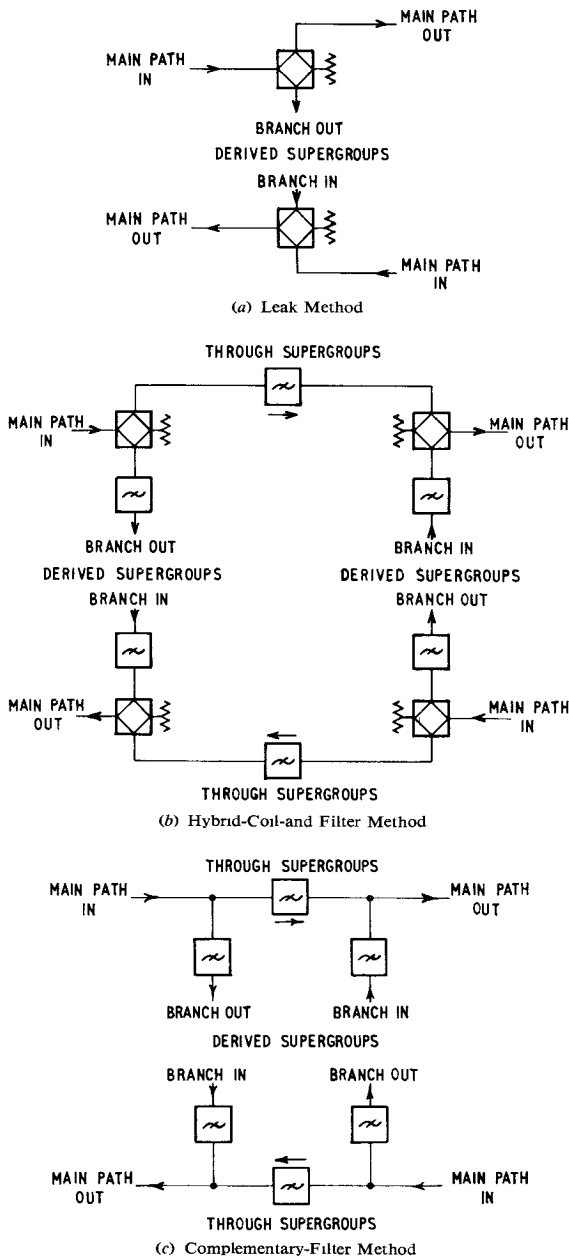 MAIN PATH
OUT
MAIN PATH
IN
BRANCH OUT
DERIVED SUPERGROUPS
BRANCH IN
MAIN PATH
OUT
MAIN PATH
IN
(a) Leak Method
THROUGH SUPERGROUPS
MAIN PATH
IN
MAIN PATH
OUT
BRANCH OUT
BRANCH IN
DERIVED SUPERGROUPS
DERIVED SUPERGROUPS
BRANCH IN
BRANCH OUT
MAIN PATH
OUT
MAIN PATH
IN
THROUGH SUPERGROUPS
(b) Hybrid-Coil-and Filter Method
THROUGH SUPERGROUPS
MAIN PATH
IN
MAIN PATH
OUT
BRANCH OUT
BRANCH IN
DERIVED SUPERGROUPS
BRANCH IN
BRANCH OUT
MAIN PATH
OUT
MAIN PATH
IN
THROUGH SUPERGROUPS
(c) Complementary-Filter Method